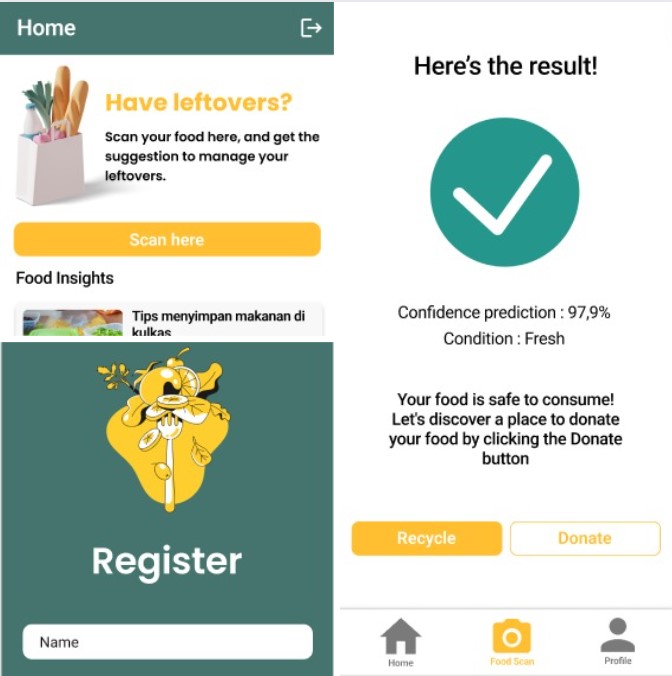 Home
Have leftovers?
Scan your food here, and get the
suggestion to manage your
leftovers.
Scan here
Food Insights
Tips menyimpan makanan di
kulkas
Register
Name
Here's the result!
Confidence prediction : 97,9%
Condition : Fresh
Your food is safe to consume!
Let's discover a place to donate
your food by clicking the Donate
button
Recycle
Donate
Home
Food Scan
Profile